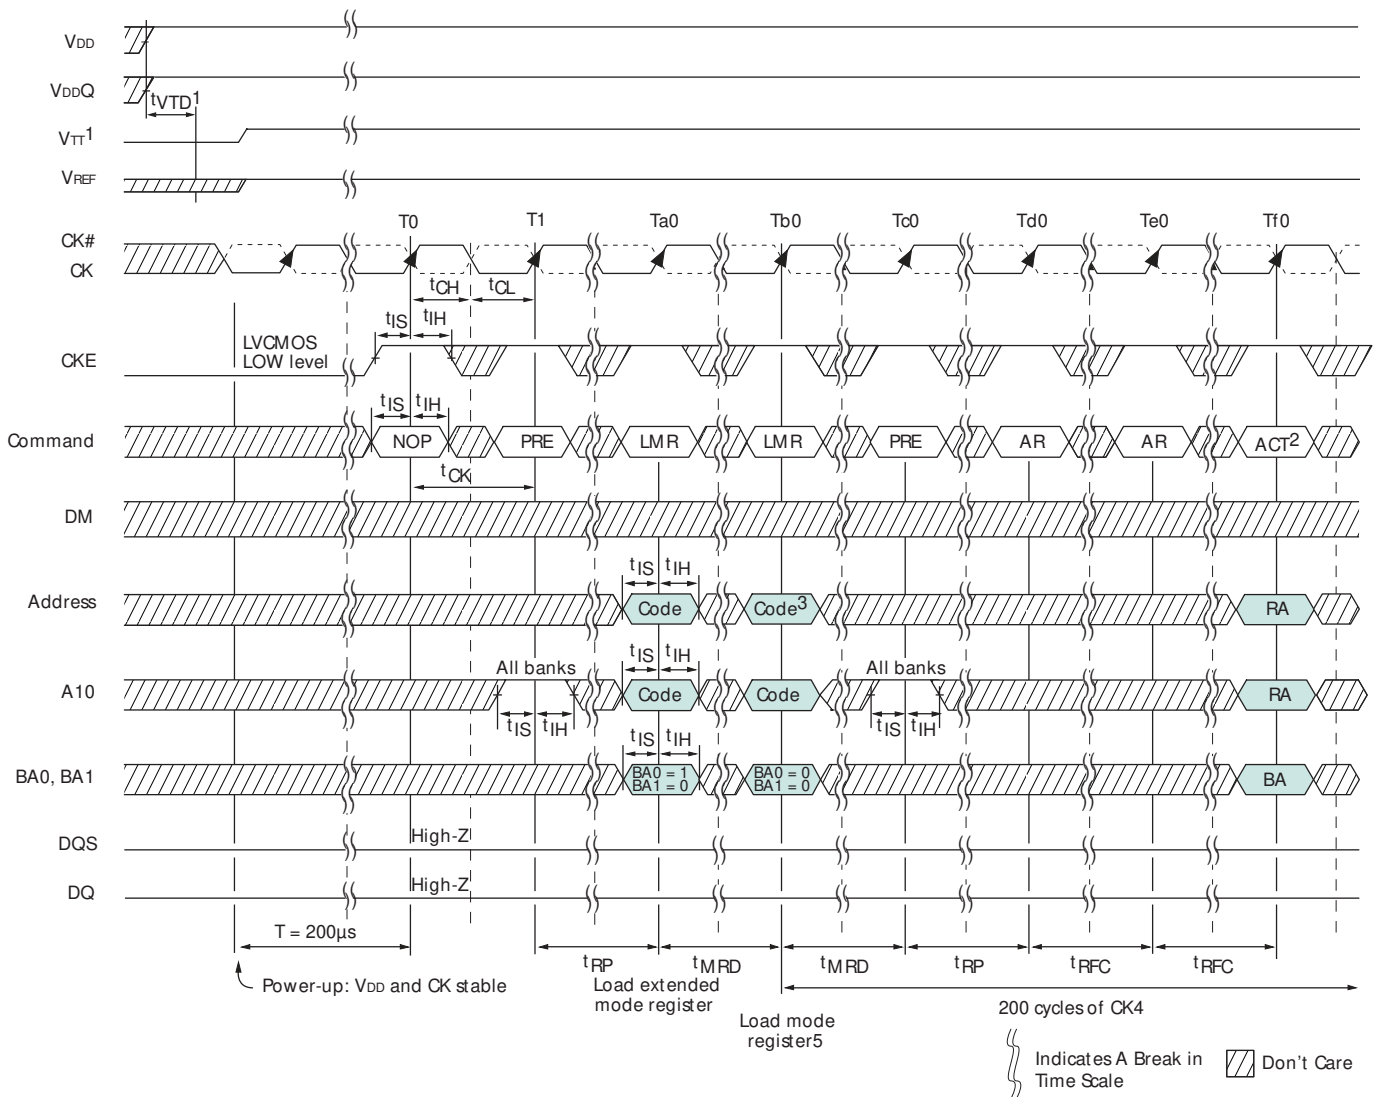 VDD
VDDQ
tVTD1
VTT1
VREF
T0 T1 Ta0 Tb0 Tc0 Td0 Te0 Tf0
CK#
CK
tCH tCL
tIS tIH
LVCMOS
LOW level
CKE
tIS tIH
Command NOP PRE LMR LMR PRE AR AR ACT2
tCK
DM
tIS tIH
Address Code Code3 RA
All banks tIS tIH All banks
A10 Code Code RA
tIS tIH tIS tIH
tIS tIH
BA0, BA1 BA0 = 1 BA0 = 0 BA
BA1 = 0 BA1 = 0
DQS High-Z
DQ High-Z
T = 200µs
tRP tMRD tMRD tRP tRFC tRFC
Power-up: VDD and CK stable
Load extended
mode register
200 cycles of CK4
Load mode
register5
Indicates A Break in
Time Scale
Don't Care